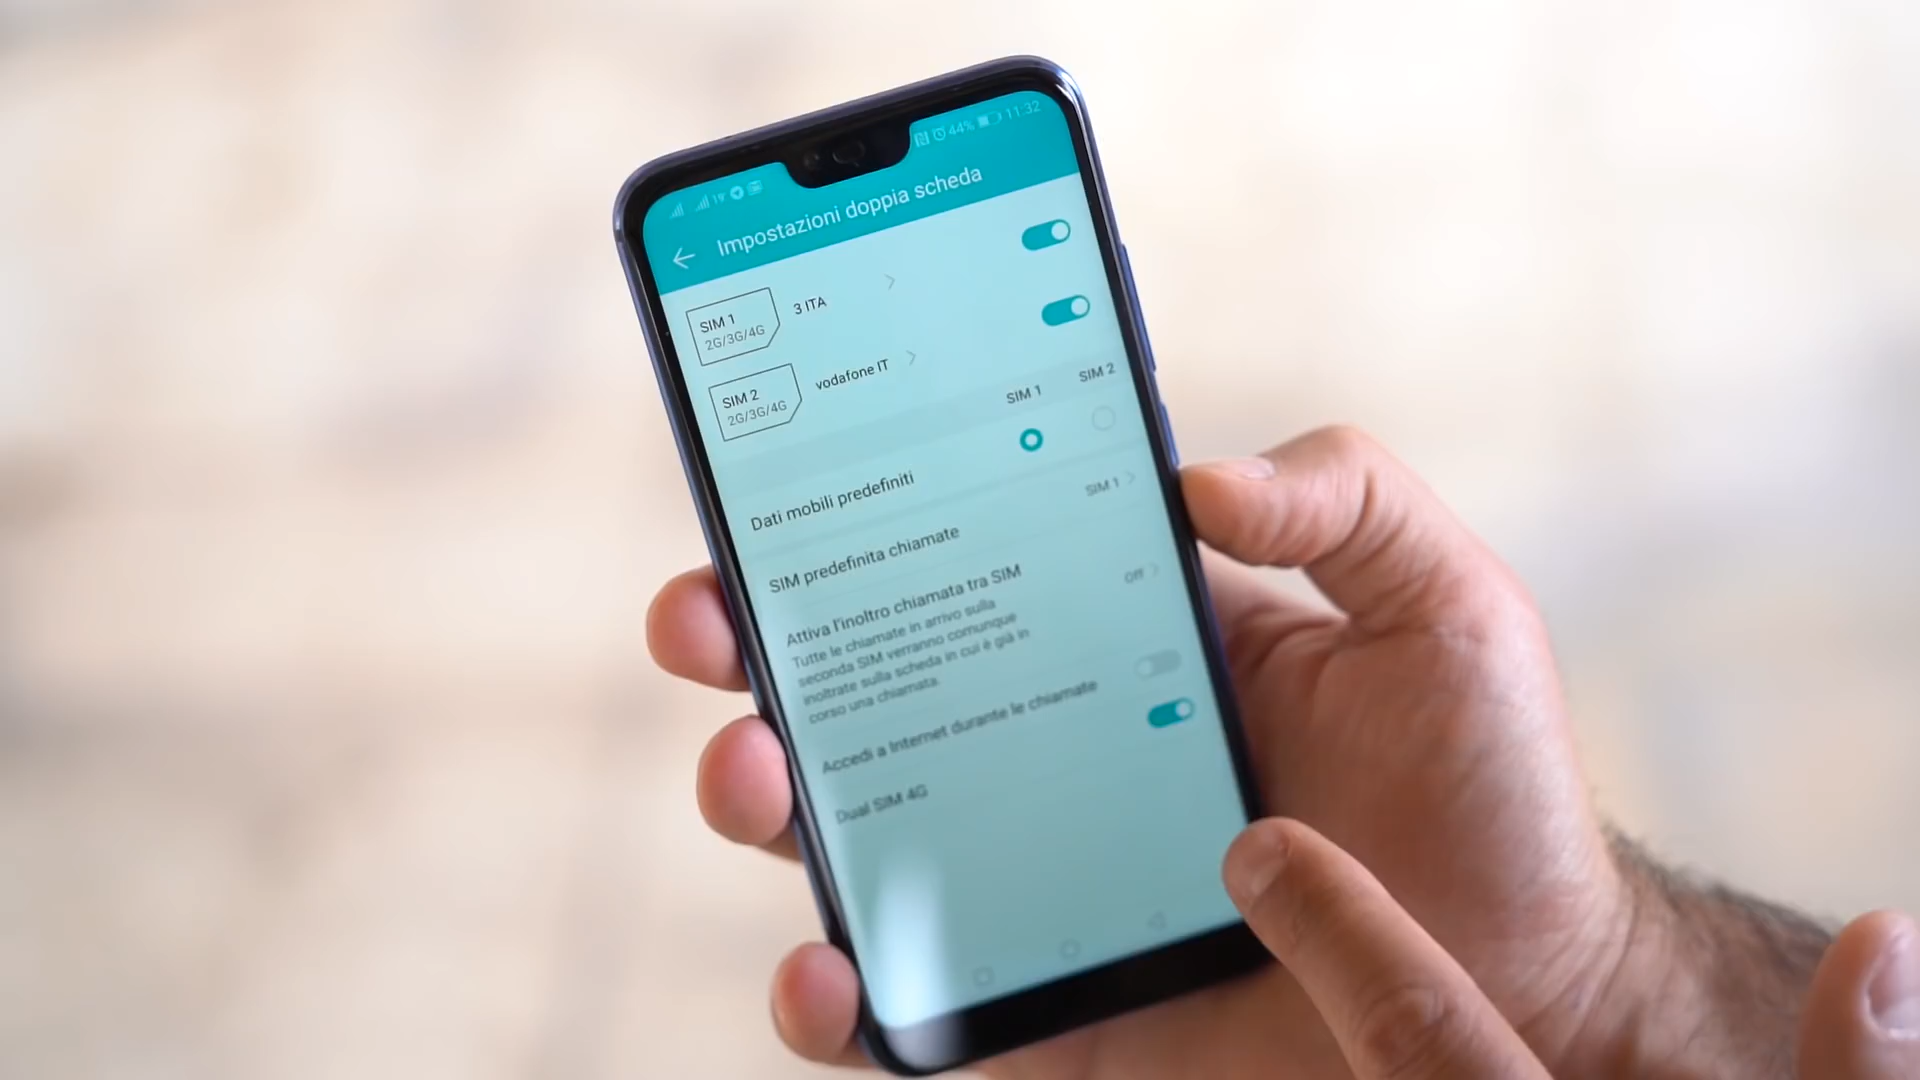 19'
44% 11:32
Impostazioni doppia scheda
SIM 1
2G/3G/4G
3 ITA
SIM 2
2G/3G/4G
vodafone IT
SIM 1 SIM 2
Dati mobili predefiniti
SIM predefinita chiamate SIM 1
Attiva l'inoltro chiamata tra SIM Off
Tutte le chiamate in arrivo sulla
seconda SIM verranno comunque
inoltrate sulla scheda in cui è già in
corso una chiamata.
Accedi a Internet durante le chiamate
Dual SIM 4G